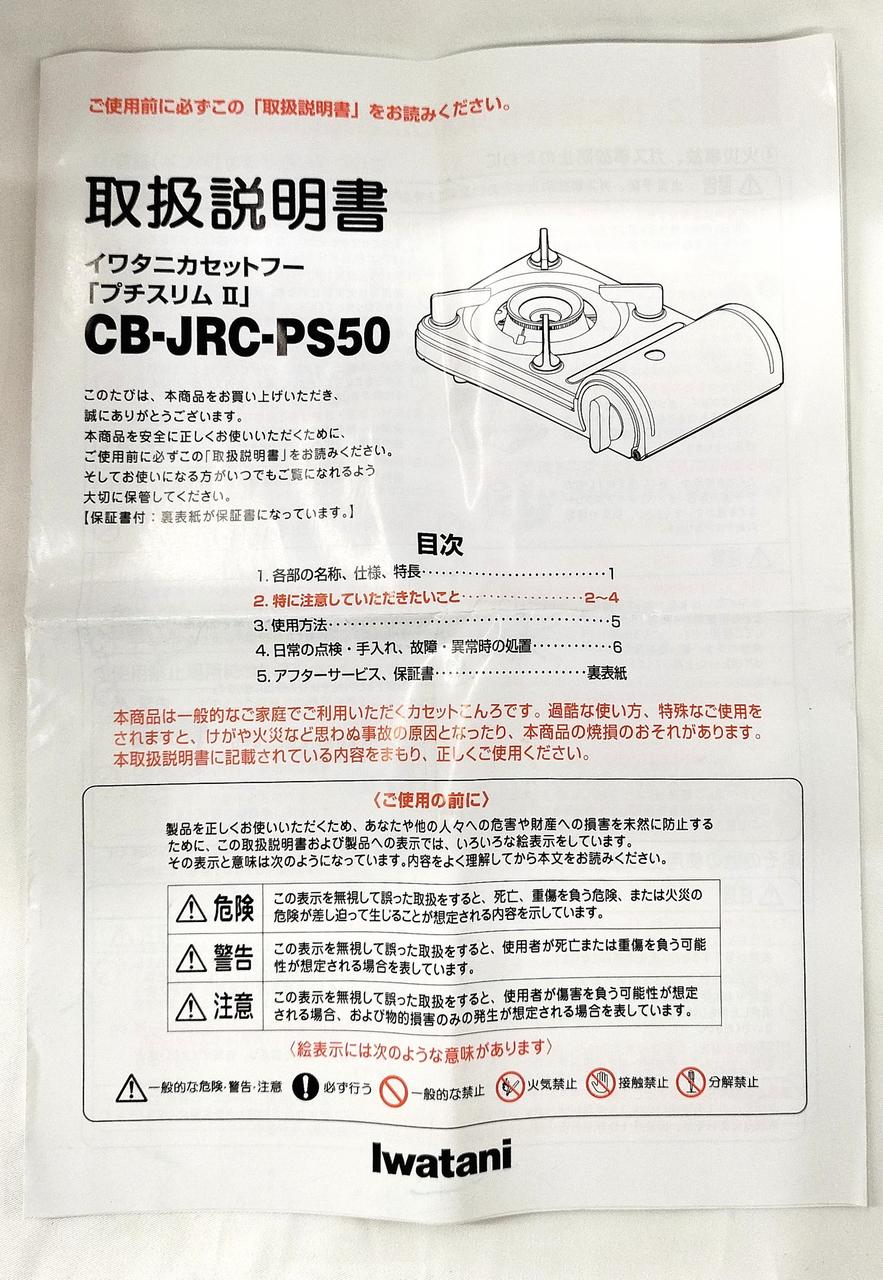 ご使用前に必ずこの「取扱説明書」をお読みください。
取扱説明書
イワタニカセットフー
「プチスリム Ⅱ」
CB-JRC-PS50
このたびは、本商品をお買い上げいただき、
誠にありがとうございます。
本商品を安全に正しくお使いいただくために、
ご使用前に必ずこの「取扱説明書」をお読みください。
そしてお使いになる方がいつでもご覧になれるよう
大切に保管してください。
【保証書付：裏表紙が保証書になっています。】
目次
1. 各部の名称、仕様、特長‥‥‥‥‥‥‥‥‥‥‥1
2. 特に注意していただきたいこと‥‥‥‥‥‥‥‥2〜4
3. 使用方法‥‥‥‥‥‥‥‥‥‥‥‥‥‥‥‥‥5
4. 日常の点検・手入れ、故障・異常時の処置‥‥‥‥6
5. アフターサービス、保証書‥‥‥‥‥‥‥‥‥裏表紙
本商品は一般的なご家庭でご利用いただくカセットこんろです。過酷な使い方、特殊なご使用を
されますと、けがや火災など思わぬ事故の原因となったり、本商品の焼損のおそれがあります。
本取扱説明書に記載されている内容をまもり、正しくご使用ください。
〈ご使用の前に〉
製品を正しくお使いいただくため、あなたや他の人々への危害や財産への損害を未然に防止する
ために、この取扱説明書および製品への表示では、いろいろな絵表示をしています。
その表示と意味は次のようになっています。内容をよく理解してから本文をお読みください。
危険 この表示を無視して誤った取扱をすると、死亡、重傷を負う危険、または火災の
危険が差し迫って生じることが想定される内容を示しています。
警告 この表示を無視して誤った取扱をすると、使用者が死亡または重傷を負う可能
性が想定される場合を表しています。
注意 この表示を無視して誤った取扱をすると、使用者が傷害を負う可能性が想定
される場合、および物的損害のみの発生が想定される場合を表しています。
〈絵表示には次のような意味があります〉
一般的な危険・警告・注意 必ず行う 一般的な禁止 火気禁止 接触禁止 分解禁止
Iwatani